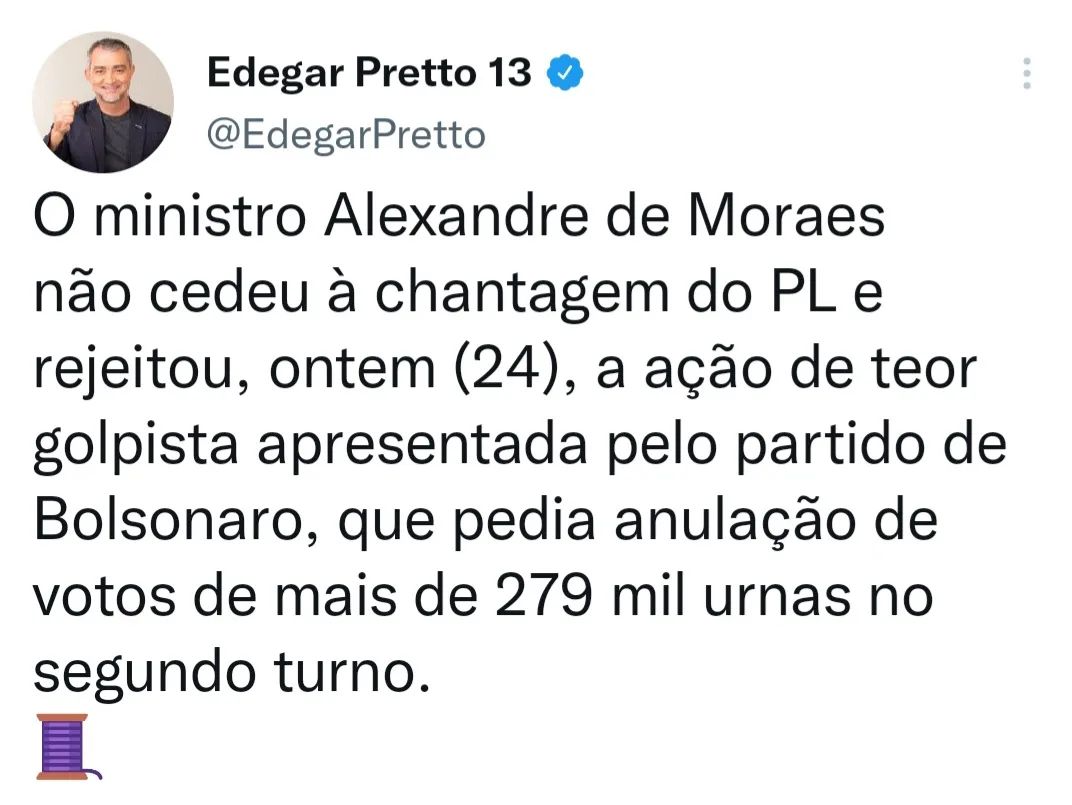 Edegar Pretto 13
@EdegarPretto
O ministro Alexandre de Moraes
não cedeu à chantagem do PL e
rejeitou, ontem (24), a ação de teor
golpista apresentada pelo partido de
Bolsonaro, que pedia anulação de
votos de mais de 279 mil urnas no
segundo turno.